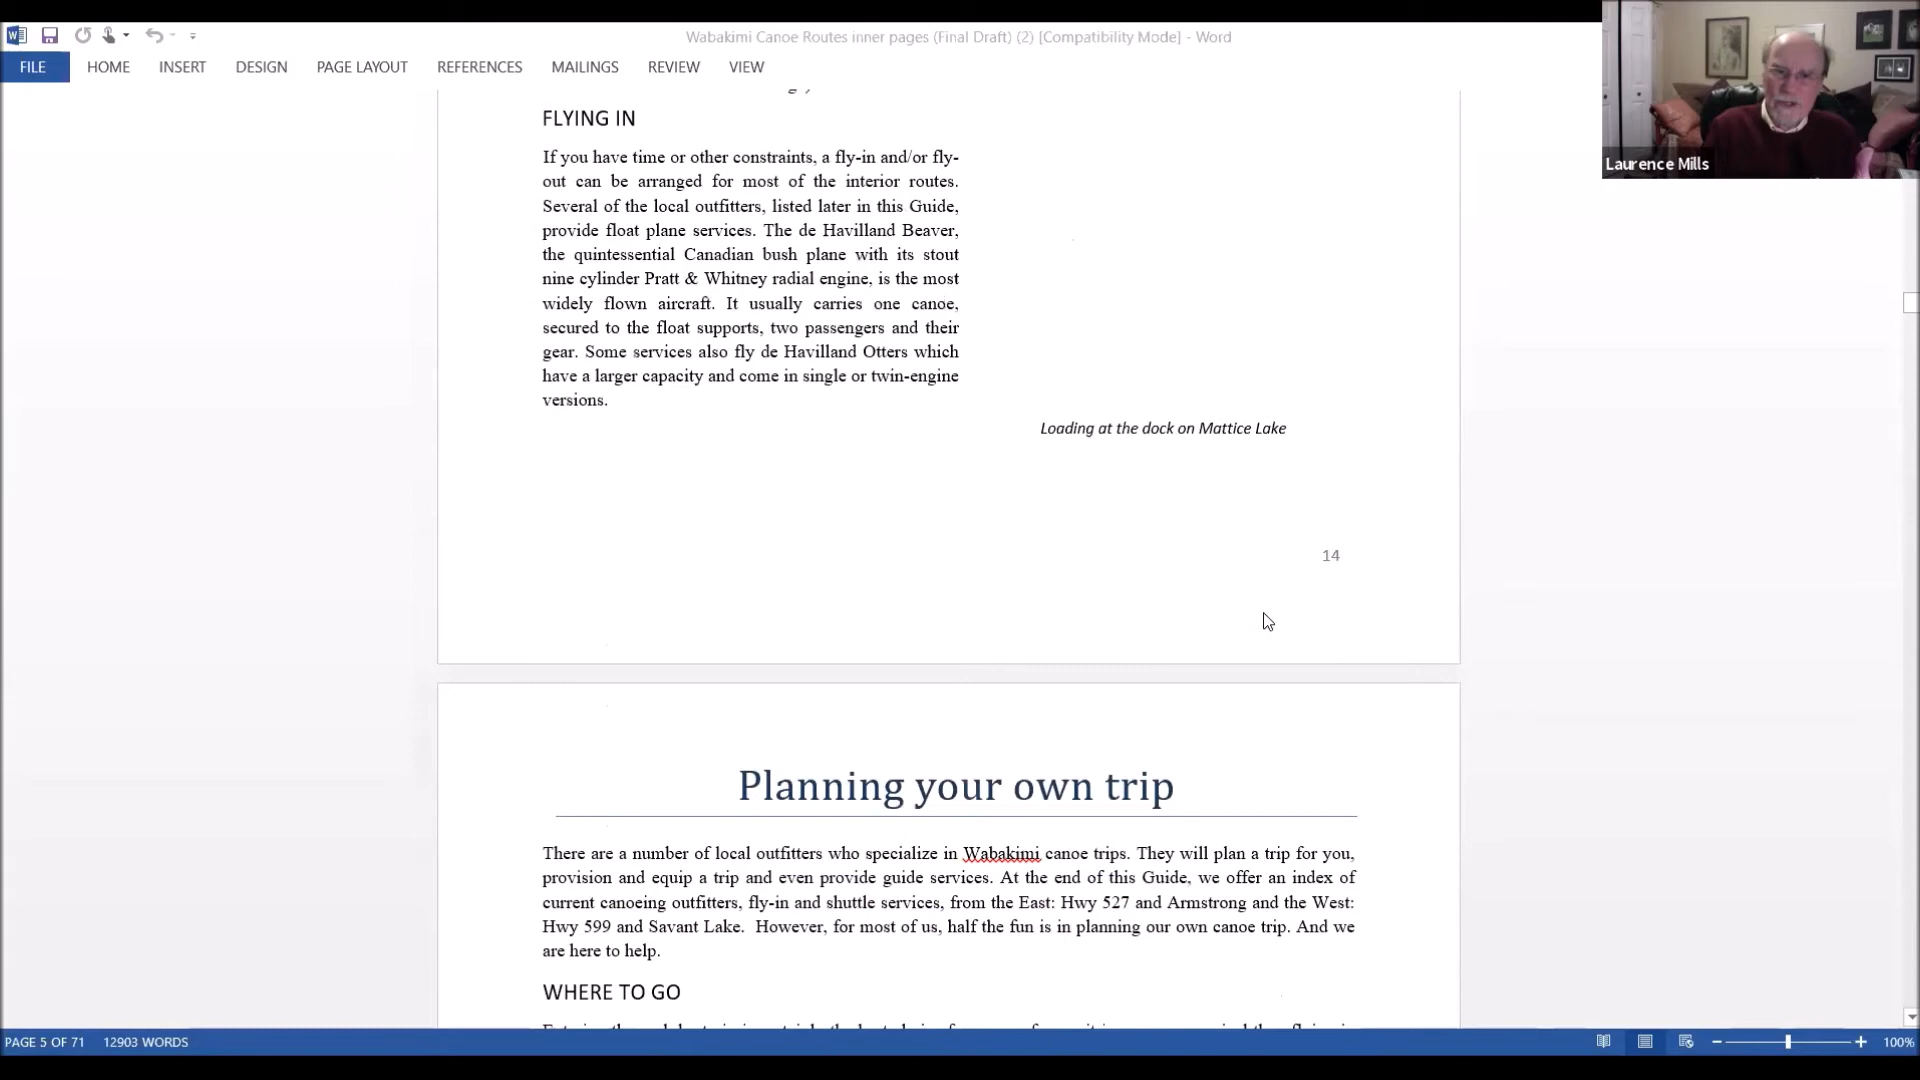 Wabakimi Canoe Routes inner pages (Final Draft) (2) [Compatibility Mode] - Word
FILE HOME INSERT DESIGN PAGE LAYOUT REFERENCES MAILINGS REVIEW VIEW
Laurence Mills
FLYING IN
If you have time or other constraints, a fly-in and/or fly-
out can be arranged for most of the interior routes.
Several of the local outfitters, listed later in this Guide,
provide float plane services. The de Havilland Beaver,
the quintessential Canadian bush plane with its stout
nine cylinder Pratt & Whitney radial engine, is the most
widely flown aircraft. It usually carries one canoe,
secured to the float supports, two passengers and their
gear. Some services also fly de Havilland Otters which
have a larger capacity and come in single or twin-engine
versions.
Loading at the dock on Mattice Lake
14
Planning your own trip
There are a number of local outfitters who specialize in Wabakimi canoe trips. They will plan a trip for you,
provision and equip a trip and even provide guide services. At the end of this Guide, we offer an index of
current canoeing outfitters, fly-in and shuttle services, from the East: Hwy 527 and Armstrong and the West:
Hwy 599 and Savant Lake. However, for most of us, half the fun is in planning our own canoe trip. And we
are here to help.
WHERE TO GO
PAGE 5 OF 71 12903 WORDS
100%